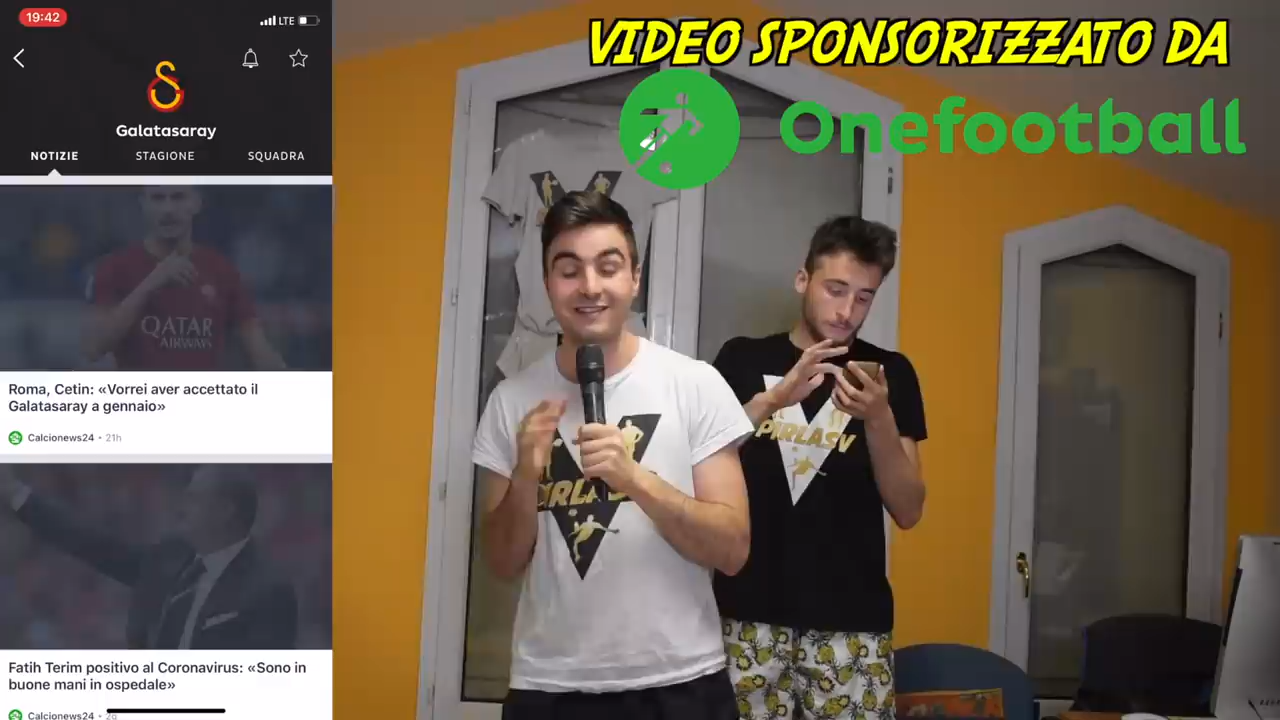 19:42
LTE
Galatasaray
NOTIZIE STAGIONE SQUADRA
QATAR
AIRWAYS
Roma, Cetin: «Vorrei aver accettato il
Galatasaray a gennaio»
Calcionews24 • 21h
Fatih Terim positivo al Coronavirus: «Sono in
buone mani in ospedale»
Calcionews24
VIDEO SPONSORIZZATO DA
Onefootball
PIRLASV